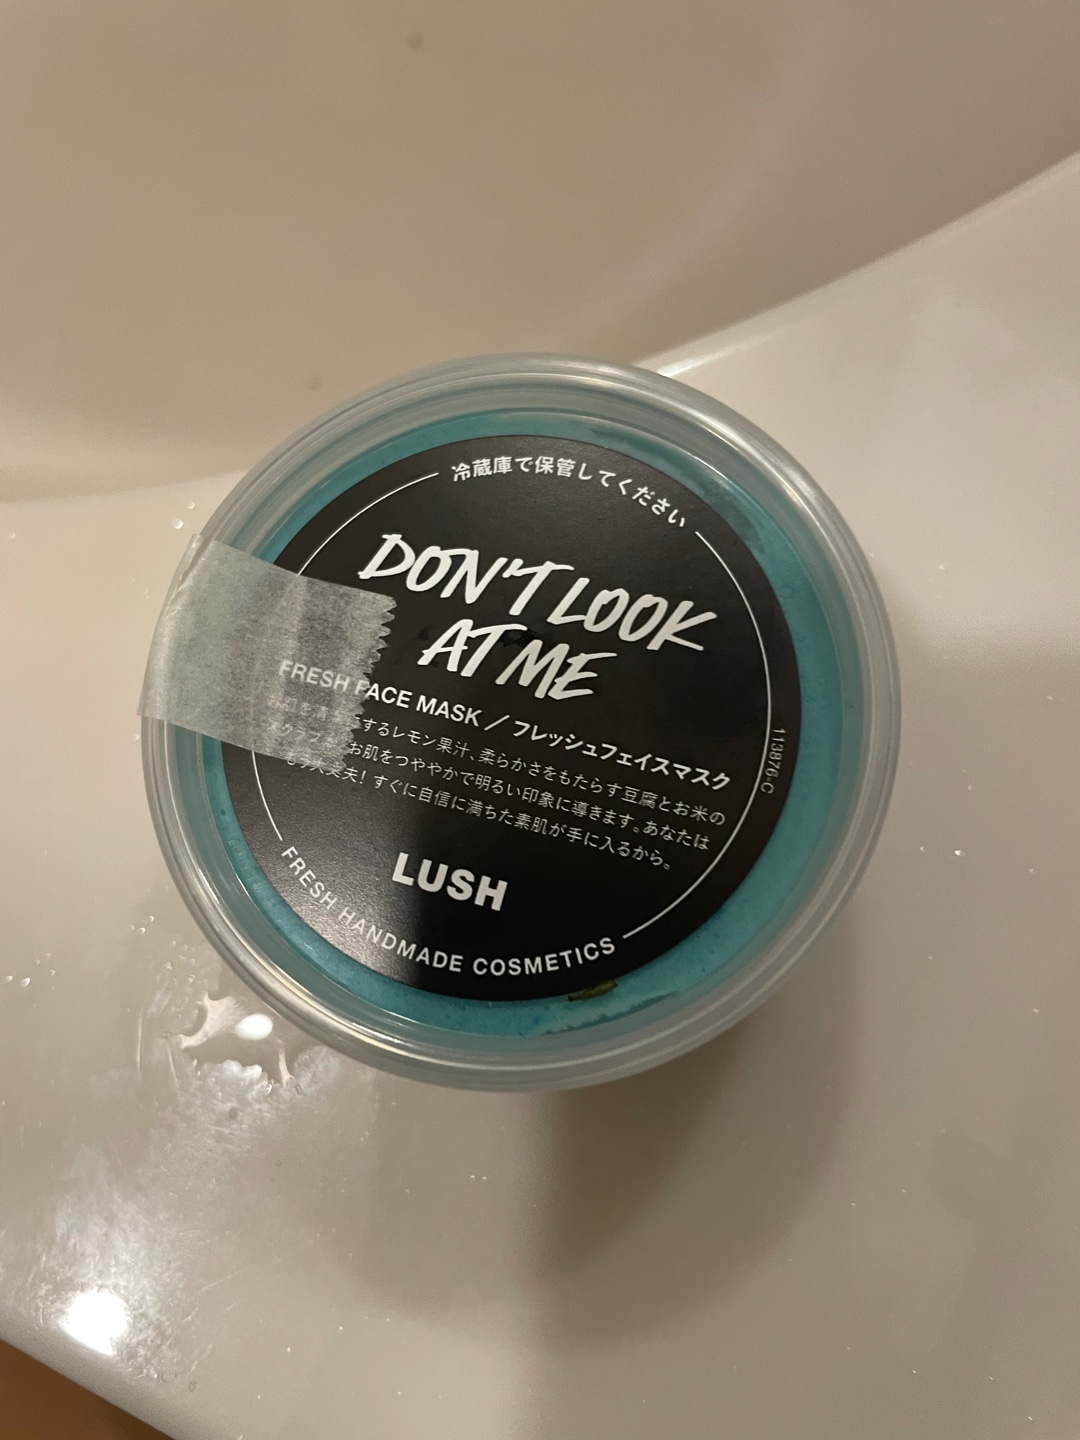 冷蔵庫で保管してください
DON'T LOOK
AT ME
FRESH FACE MASK / フレッシュフェイスマスク
するレモン果汁、柔らかさをもたらす豆腐とお米の
お肌をつややかで明るい印象に導きます。あなたは
もう大丈夫！すぐに自信に満ちた素肌が手に入るから。
LUSH
FRESH HANDMADE COSMETICS
113876-C